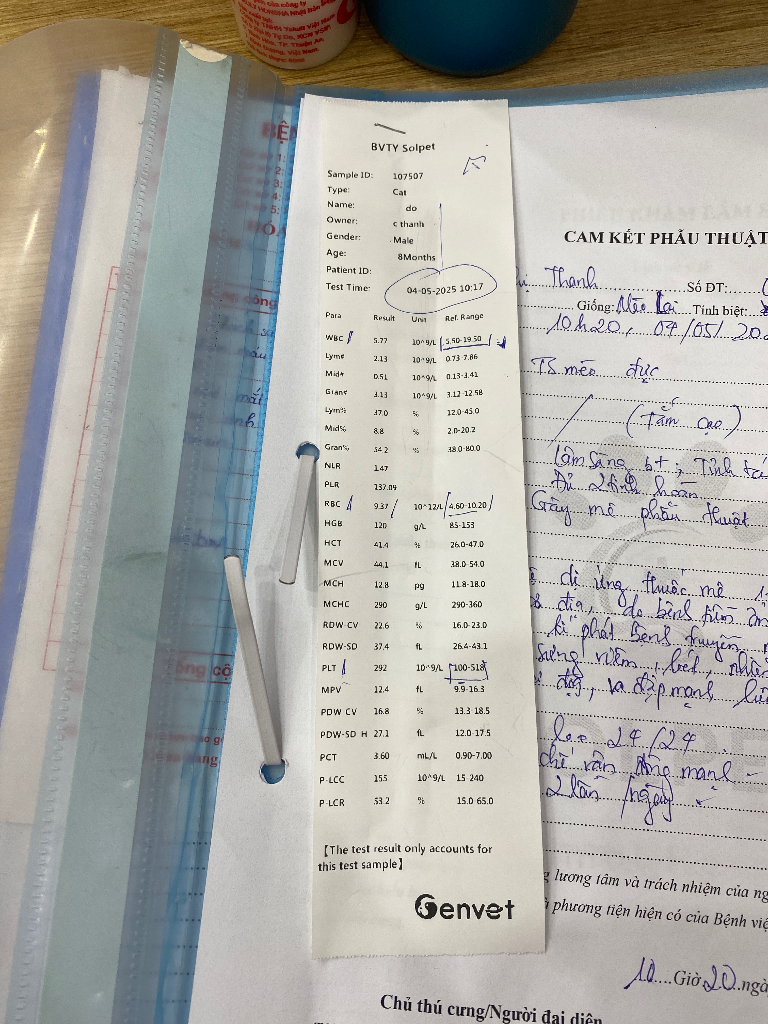 BVTY Solpet
Sample ID: 107507
Type: Cat
Name: do
Owner: c thanh
Gender: Male
Age: 8Months
Patient ID:
Test Time: 04-05-2025 10:17
Para Result Unit Ref. Range
WBC 5.77 10^9/L 5.50-19.50
Lym# 2.13 10^9/L 0.73-7.86
Mid# 0.51 10^9/L 0.13-3.41
Gran# 3.13 10^9/L 3.12-12.58
Lym% 37.0 % 12.0-45.0
Mid% 8.8 % 2.0-20.2
Gran% 54.2 % 38.0-80.0
NLR 1.47
PLR 137.09
RBC 9.37 10^12/L 4.60-10.20
HGB 120 g/L 85-153
HCT 41.4 % 26.0-47.0
MCV 44.1 fL 38.0-54.0
MCH 12.8 pg 11.8-18.0
MCHC 290 g/L 290-360
RDW-CV 22.6 % 16.0-23.0
RDW-SD 37.4 fL 26.4-43.1
PLT 292 10^9/L 100-518
MPV 12.4 fL 9.9-16.3
PDW-CV 16.8 % 13.3-18.5
PDW-SD H 27.1 fL 12.0-17.5
PCT 3.60 mL/L 0.90-7.00
P-LCC 155 10^9/L 15-240
P-LCR 53.2 % 15.0-65.0
【The test result only accounts for
this test sample】
Genvet
CAM KẾT PHẪU THUẬT
Thanh Số ĐT:
Giống: Mèo Lai Tính biệt:
10h20, 04/05/20
TS mèo đực
(Tắm cạo)
Lâm sàng bt, Tỉnh tá
Đủ 2 tinh hoàn
Gây mê phẫu thuật
dị ứng thuốc mê
địa, do bệnh tiềm ẩn
phát bệnh truyền
sưng viêm, loét,
va đập mạnh
loa 24/24
chế vận động mạnh
2 lần /ngày
lương tâm và trách nhiệm của ng
phương tiện hiện có của Bệnh việ
10 Giờ 20 ngà
Chủ thú cưng/Người đại diện